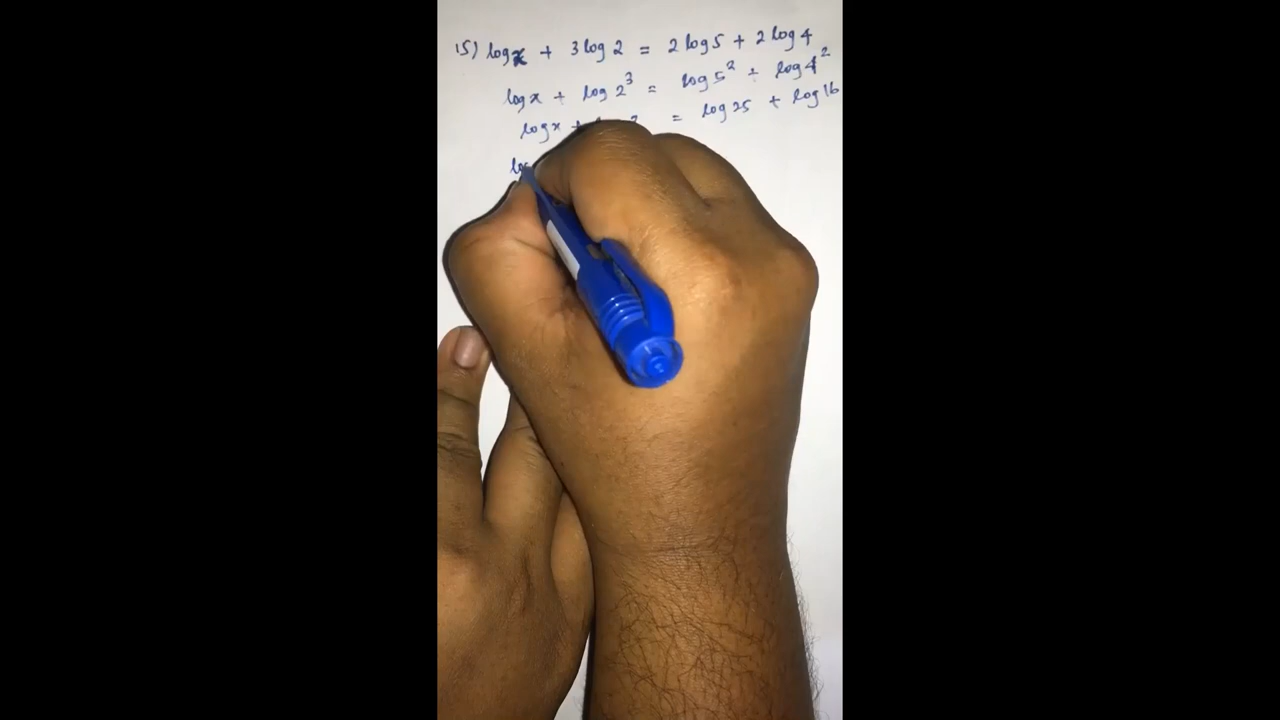 15) log x + 3 log 2 = 2 log 5 + 2 log 4
log x + log 2³ = log 5² + log 4²
log x + = log 25 + log 16